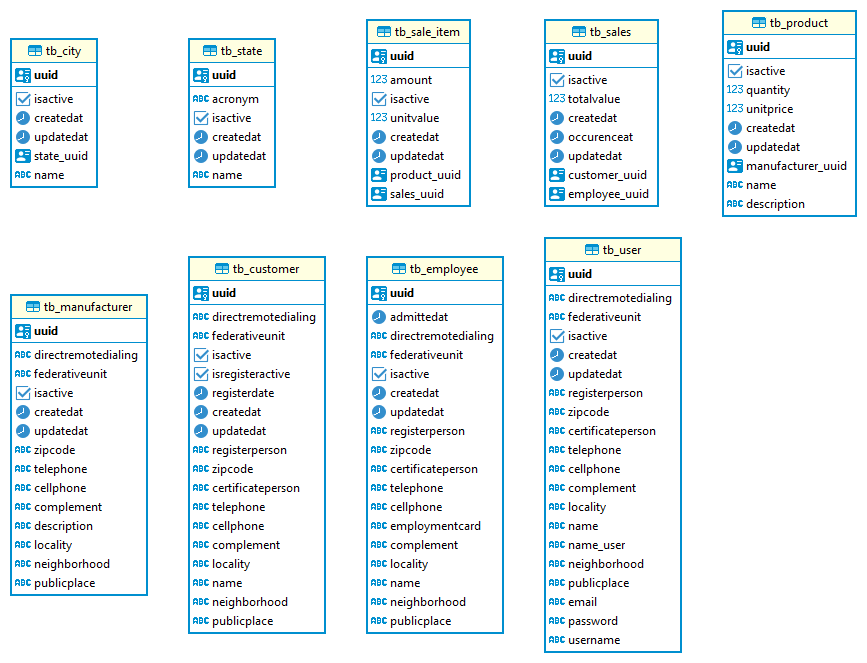 tb_city
uuid
isactive
createdat
updatedat
state_uuid
ABC name
tb_state
uuid
ABC acronym
isactive
createdat
updatedat
ABC name
tb_sale_item
uuid
123 amount
isactive
123 unitvalue
createdat
updatedat
product_uuid
sales_uuid
tb_sales
uuid
isactive
123 totalvalue
createdat
occurenceat
updatedat
customer_uuid
employee_uuid
tb_product
uuid
isactive
123 quantity
123 unitprice
createdat
updatedat
manufacturer_uuid
ABC name
ABC description
tb_manufacturer
uuid
ABC directremotedialing
ABC federativeunit
isactive
createdat
updatedat
ABC zipcode
ABC telephone
ABC cellphone
ABC complement
ABC description
ABC locality
ABC neighborhood
ABC publicplace
tb_customer
uuid
ABC directremotedialing
ABC federativeunit
isactive
isregisteractive
registerdate
createdat
updatedat
ABC registerperson
ABC zipcode
ABC certificateperson
ABC telephone
ABC cellphone
ABC complement
ABC locality
ABC name
ABC neighborhood
ABC publicplace
tb_employee
uuid
admittedat
ABC directremotedialing
ABC federativeunit
isactive
createdat
updatedat
ABC registerperson
ABC zipcode
ABC certificateperson
ABC telephone
ABC cellphone
ABC employmentcard
ABC complement
ABC locality
ABC name
ABC neighborhood
ABC publicplace
tb_user
uuid
ABC directremotedialing
ABC federativeunit
isactive
createdat
updatedat
ABC registerperson
ABC zipcode
ABC certificateperson
ABC telephone
ABC cellphone
ABC complement
ABC locality
ABC name
ABC name_user
ABC neighborhood
ABC publicplace
ABC email
ABC password
ABC username